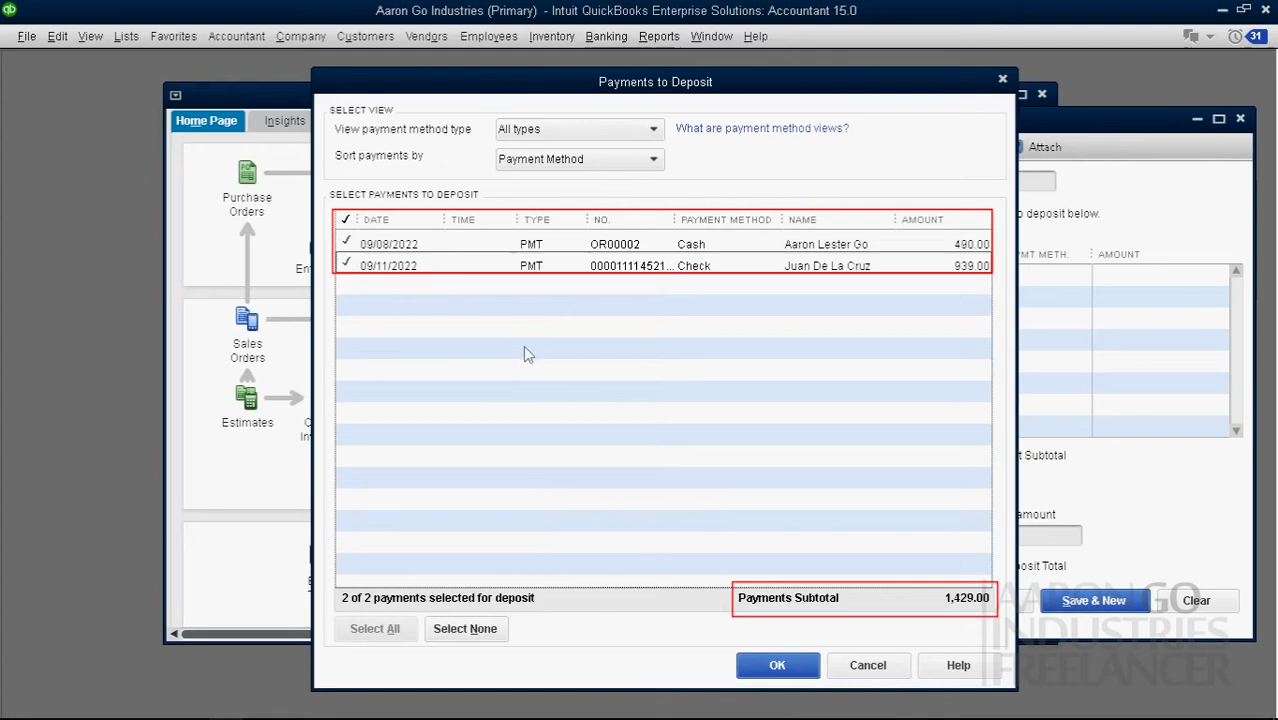 Aaron Go Industries (Primary) - Intuit QuickBooks Enterprise Solutions: Accountant 15.0
File Edit View Lists Favorites Accountant Company Customers Vendors Employees Inventory Banking Reports Window Help 31
Payments to Deposit
Home Page Insights
Purchase
Orders
Sales
Orders
Estimates
SELECT VIEW
View payment method type All types What are payment method views?
Sort payments by Payment Method
SELECT PAYMENTS TO DEPOSIT
✓ DATE TIME TYPE NO. PAYMENT METHOD NAME AMOUNT
✓ 09/08/2022 PMT OR00002 Cash Aaron Lester Go 490.00
✓ 09/11/2022 PMT 000011114521... Check Juan De La Cruz 939.00
2 of 2 payments selected for deposit Payments Subtotal 1,429.00
Select All Select None
OK Cancel Help
Attach
o deposit below.
MT METH. AMOUNT
t Subtotal
amount
posit Total
Save & New Clear
AARON GO
INDUSTRIES
FREELANCER